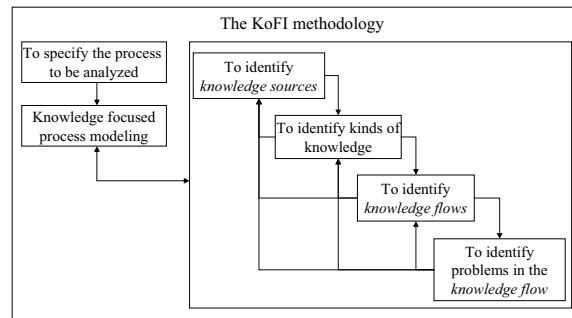 The KoFI methodology
To specify the process
to be analyzed
Knowledge focused
process modeling
To identify
knowledge sources
To identify kinds of
knowledge
To identify
knowledge flows
To identify
problems in the
knowledge flow